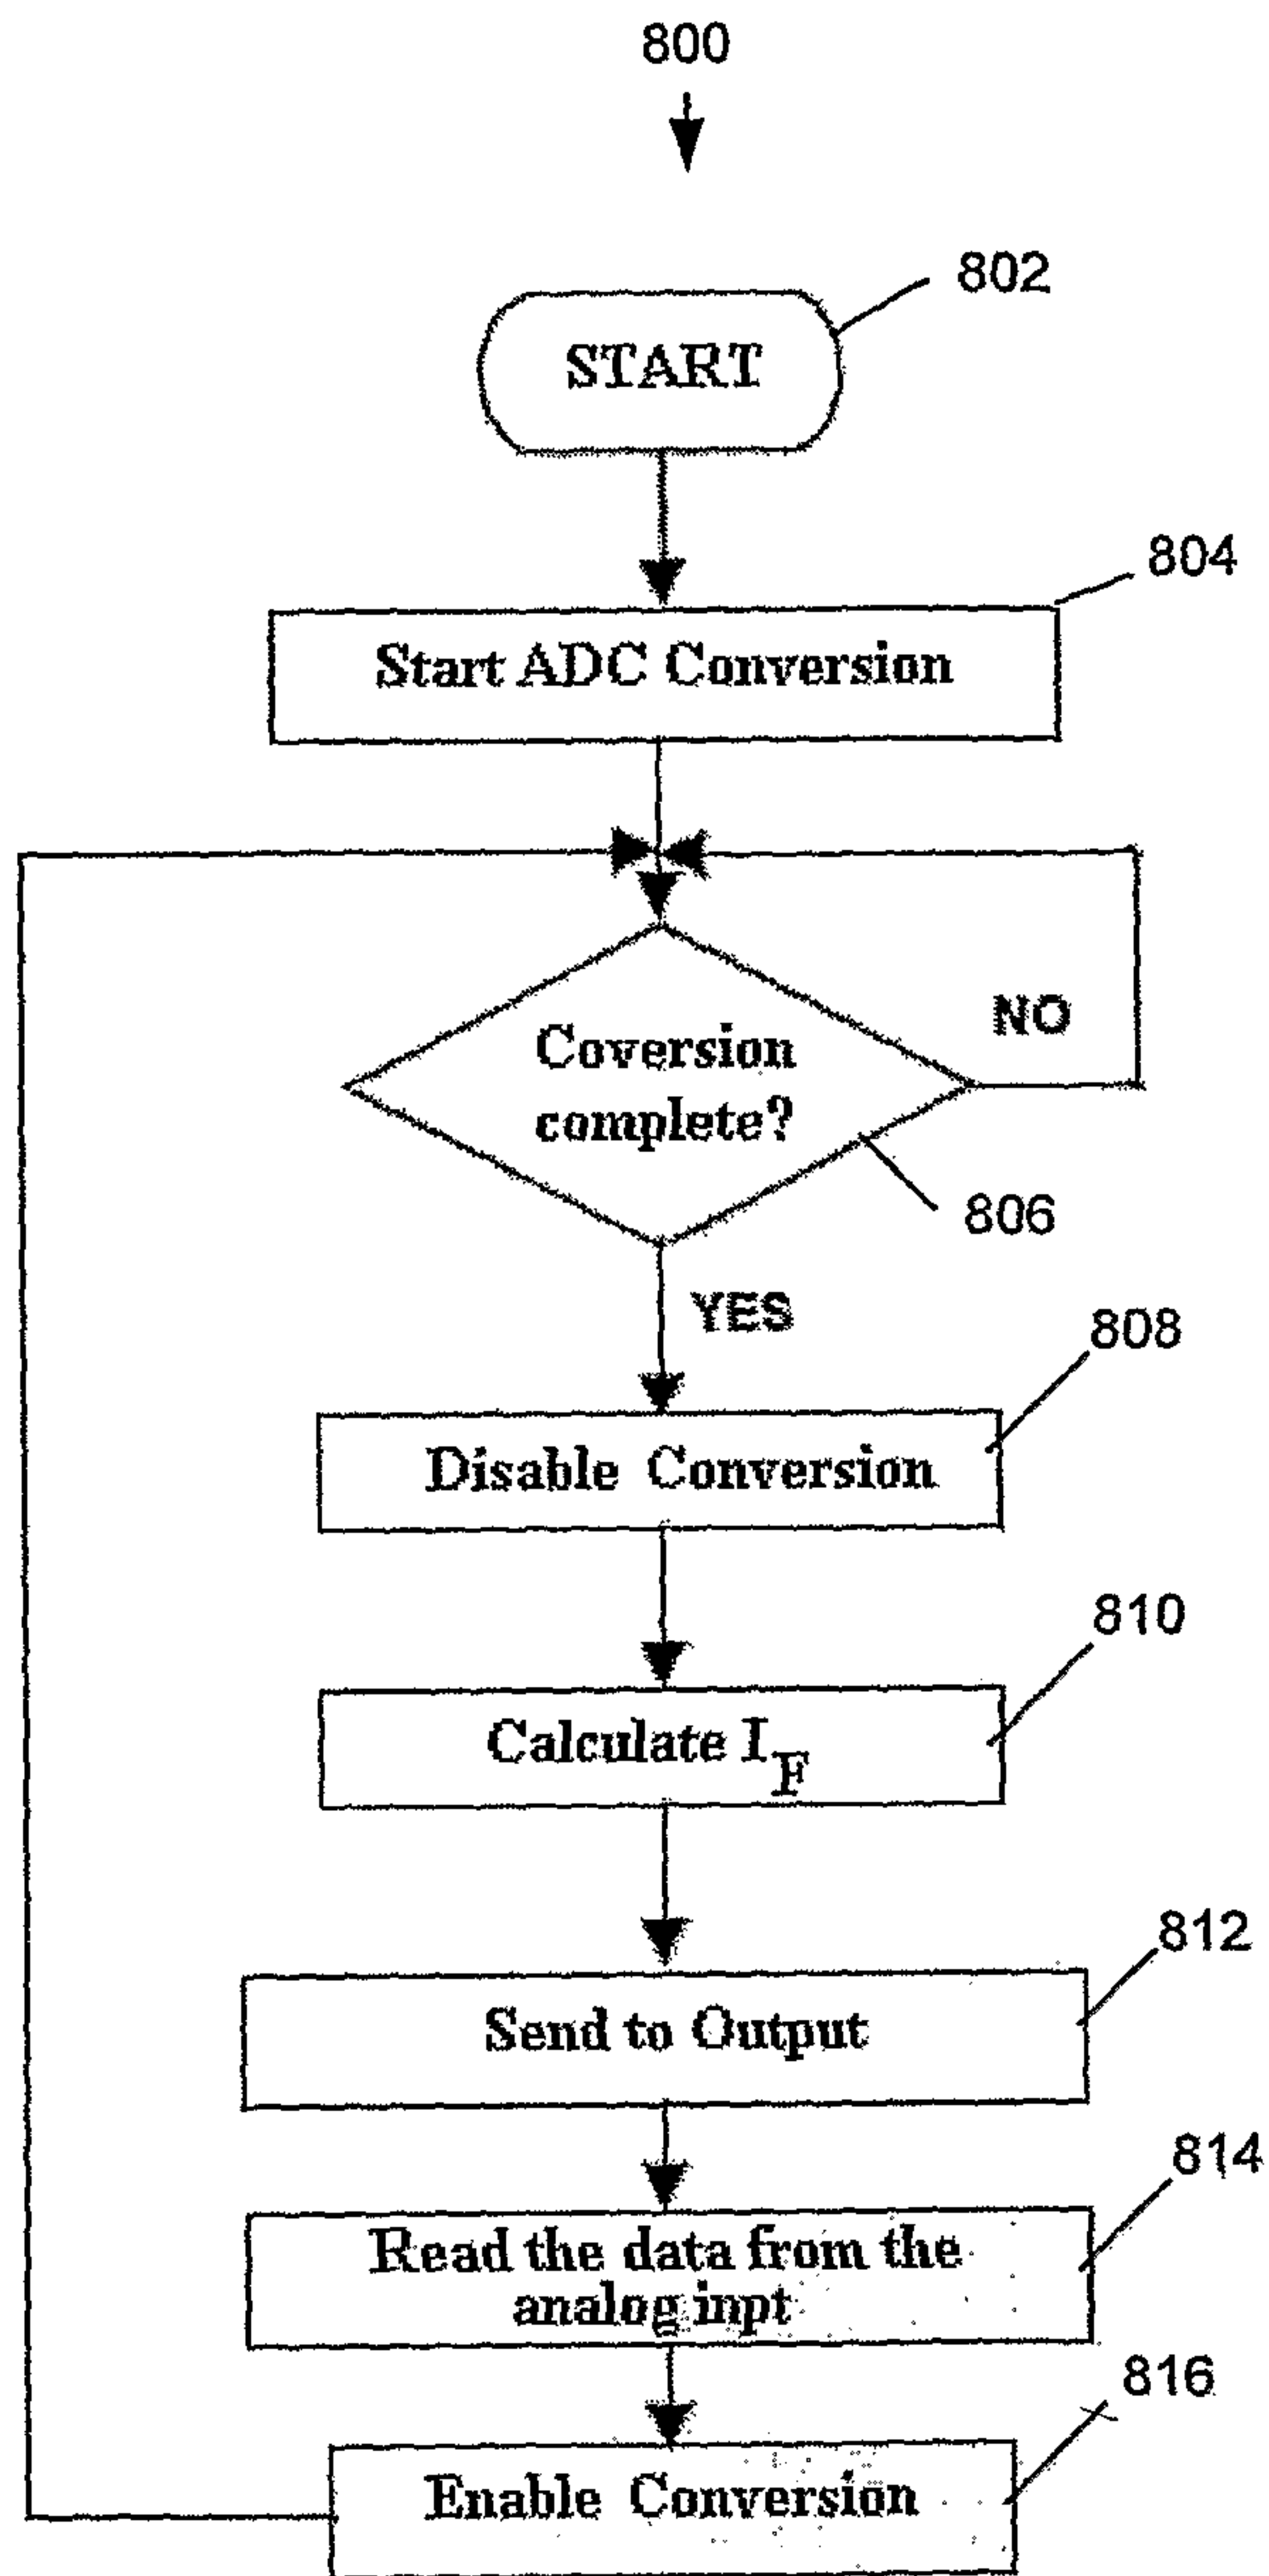 800
802
START
804
Start ADC Conversion
NO
Coversion
complete?
806
YES
808
Disable Conversion
810
Calculate I_F
812
Send to Output
814
Read the data from the
analog inpt
816
Enable Conversion